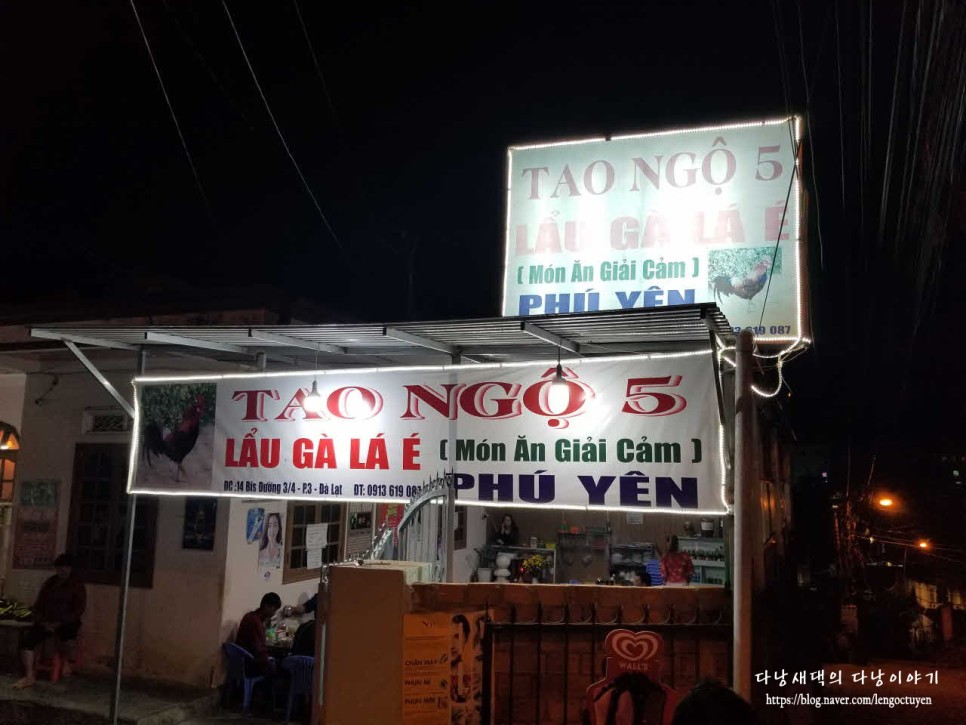 TAO NGỘ 5
LẨU GÀ LÁ É
( Món Ăn Giải Cảm )
PHÚ YÊN
619 087
TAO NGỘ 5
LẨU GÀ LÁ É ( Món Ăn Giải Cảm )
ĐC :14 Bis Đường 3/4 - P.3 - Đà Lạt ĐT: 0913 619 087
PHÚ YÊN
WALL'S
다낭새댁의 다낭이야기
https://blog.naver.com/lengoctuyen